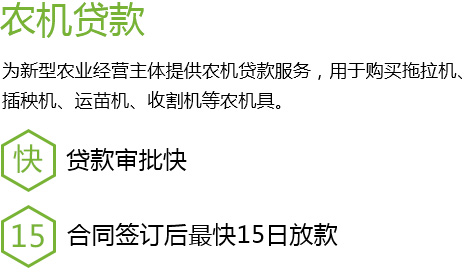 农机贷款
为新型农业经营主体提供农机贷款服务，用于购买拖拉机、
插秧机、运苗机、收割机等农机具。
快 贷款审批快
15 合同签订后最快15日放款